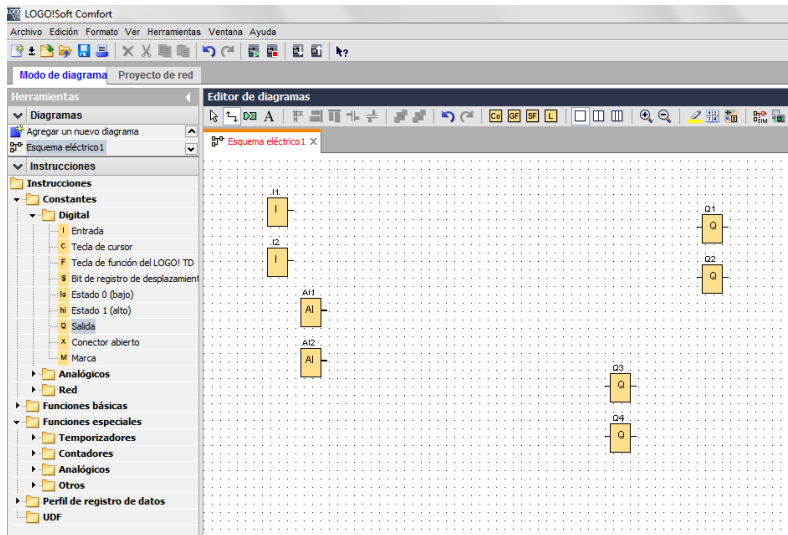 LOGO!Soft Comfort
Archivo Edición Formato Ver Herramientas Ventana Ayuda
Modo de diagrama Proyecto de red
Herramientas
Diagramas
Agregar un nuevo diagrama
Esquema eléctrico1
Instrucciones
Instrucciones
Constantes
Digital
I Entrada
C Tecla de cursor
F Tecla de función del LOGO! TD
S Bit de registro de desplazamient
lo Estado 0 (bajo)
hi Estado 1 (alto)
Q Salida
X Conector abierto
M Marca
Analógicos
Red
Funciones básicas
Funciones especiales
Temporizadores
Contadores
Analógicos
Otros
Perfil de registro de datos
UDF
Editor de diagramas
A Co GF SF L SIM
Esquema eléctrico1 X
I1
I
I2
I
AI1
AI
AI2
AI
Q1
Q
Q2
Q
Q3
Q
Q4
Q